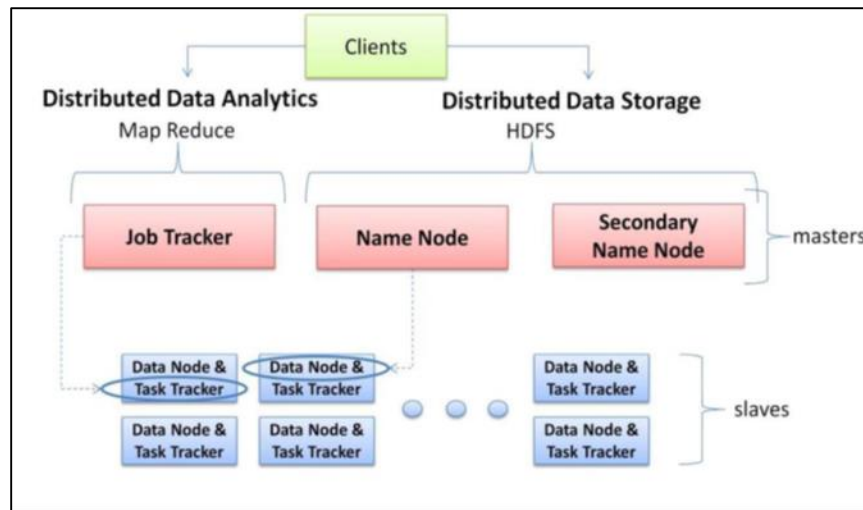 Clients
Distributed Data Analytics
Map Reduce
Distributed Data Storage
HDFS
Job Tracker
Name Node
Secondary
Name Node
masters
Data Node &
Task Tracker
Data Node &
Task Tracker
Data Node &
Task Tracker
Data Node &
Task Tracker
Data Node &
Task Tracker
Data Node &
Task Tracker
slaves